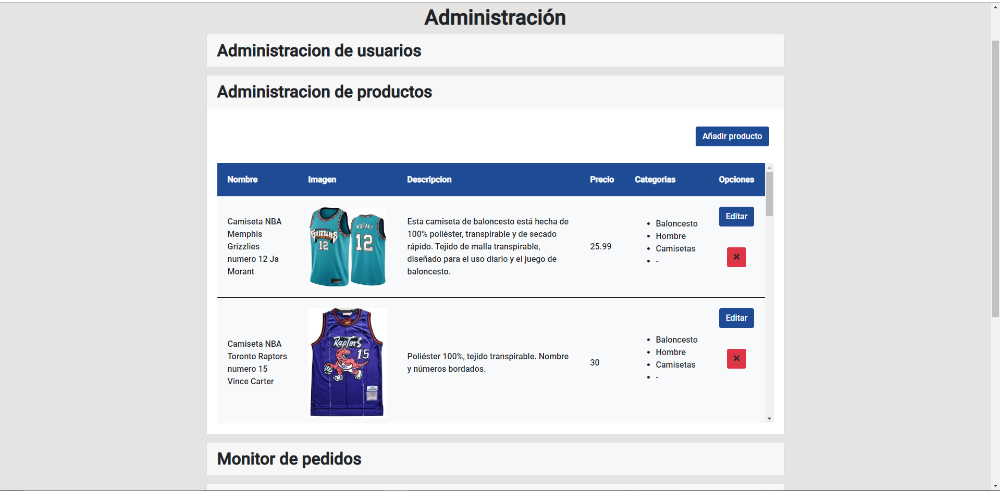 Administración
Administracion de usuarios
Administracion de productos
Añadir producto
Nombre Imagen Descripcion Precio Categorias Opciones
Camiseta NBA
Memphis
Grizzlies
numero 12 Ja
Morant
GRIZZLIES
12
MORANT
12
Esta camiseta de baloncesto está hecha de
100% poliéster, transpirable y de secado
rápido. Tejido de malla transpirable,
diseñado para el uso diario y el juego de
baloncesto.
25.99
Baloncesto
Hombre
Camisetas
-
Editar
Camiseta NBA
Toronto Raptors
numero 15
Vince Carter
RAPTORS
15
Poliéster 100%, tejido transpirable. Nombre
y números bordados.
30
Baloncesto
Hombre
Camisetas
-
Editar
Monitor de pedidos